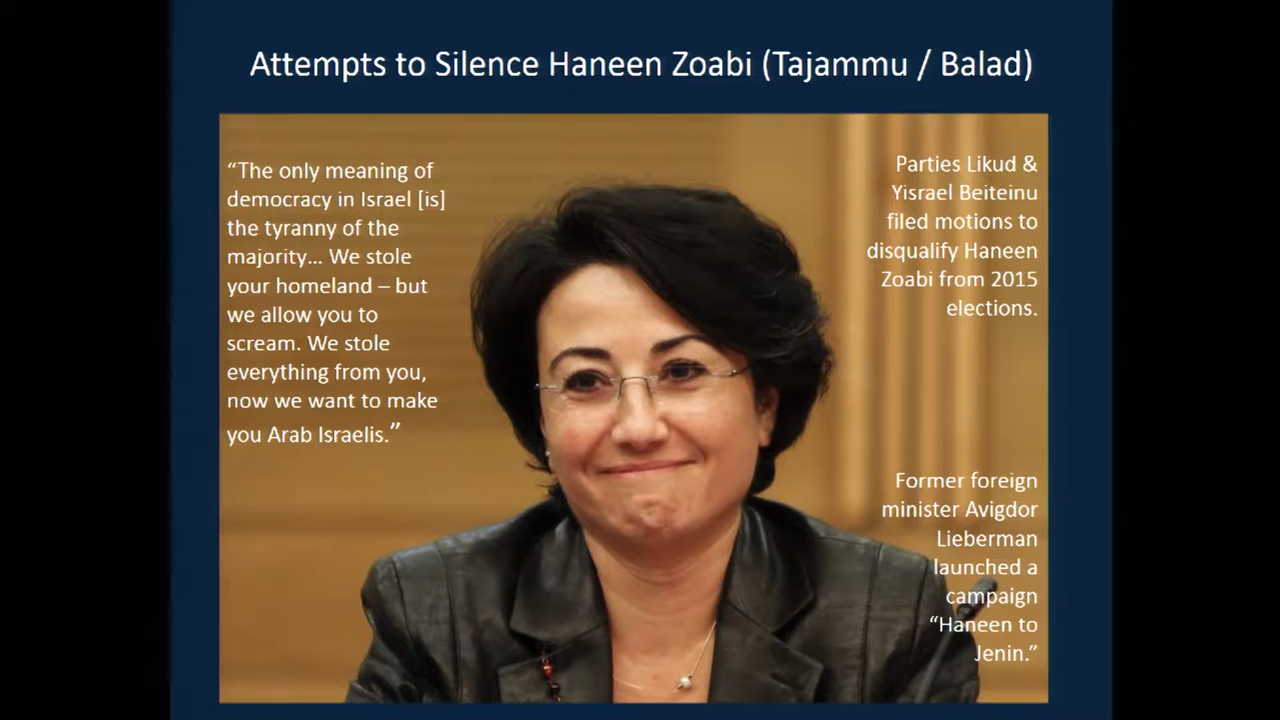 Attempts to Silence Haneen Zoabi (Tajammu / Balad)
“The only meaning of
democracy in Israel [is]
the tyranny of the
majority... We stole
your homeland – but
we allow you to
scream. We stole
everything from you,
now we want to make
you Arab Israelis.”
Parties Likud &
Yisrael Beiteinu
filed motions to
disqualify Haneen
Zoabi from 2015
elections.
Former foreign
minister Avigdor
Lieberman
launched a
campaign
“Haneen to
Jenin.”